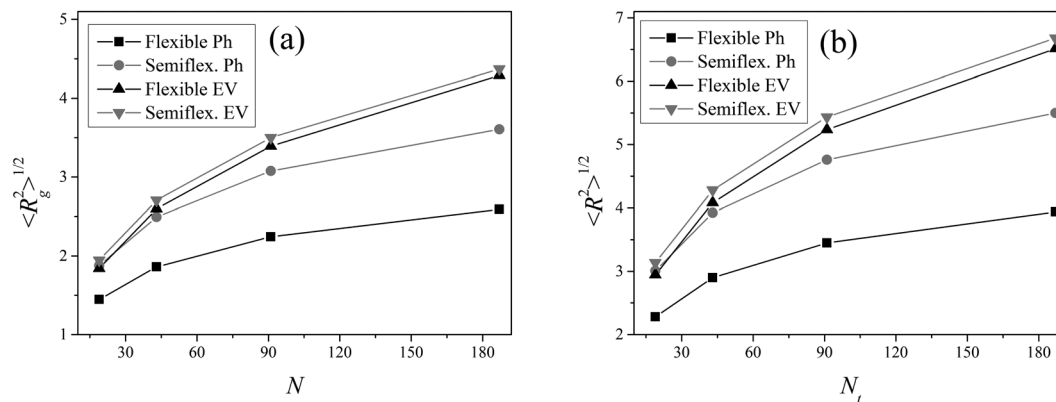 (a)
Flexible Ph
Semiflex. Ph
Flexible EV
Semiflex. EV
5
4
3
2
1
<R²g>^1/2
30 60 90 120 150 180
N
(b)
Flexible Ph
Semiflex. Ph
Flexible EV
Semiflex. EV
7
6
5
4
3
2
<R²>^1/2
30 60 90 120 150 180
Nt